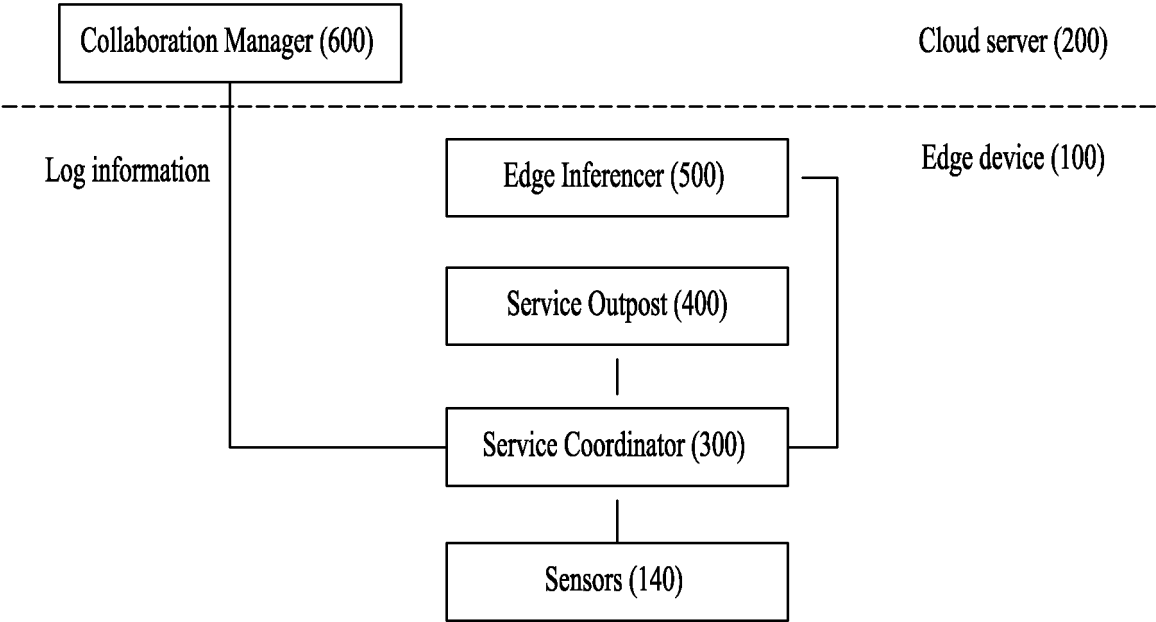 Collaboration Manager (600)
Cloud server (200)
Log information
Edge Inferencer (500)
Edge device (100)
Service Outpost (400)
Service Coordinator (300)
Sensors (140)